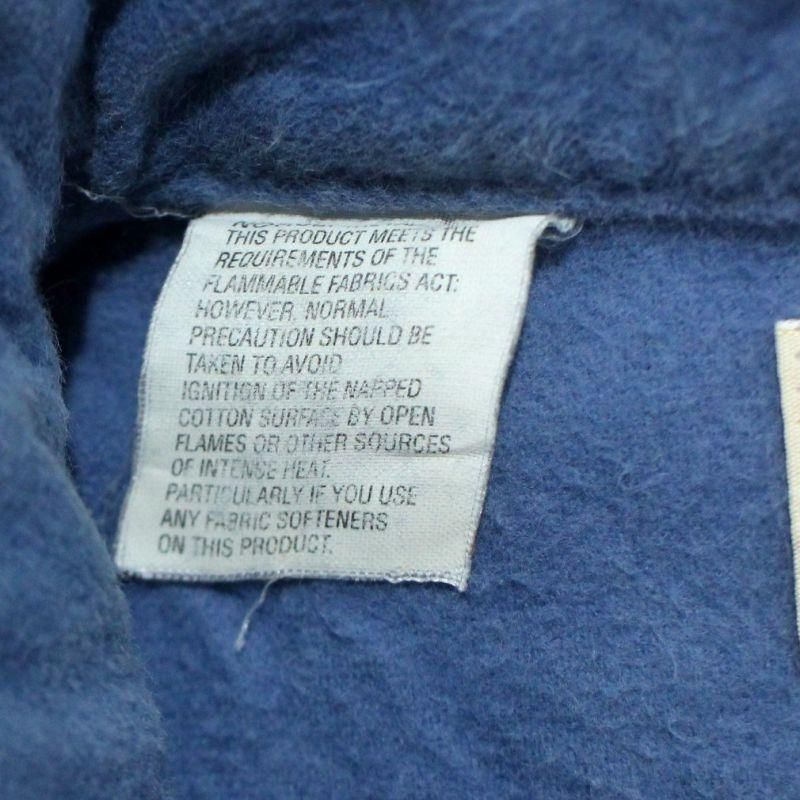 THIS PRODUCT MEETS THE
REQUIREMENTS OF THE
FLAMMABLE FABRICS ACT:
HOWEVER, NORMAL
PRECAUTION SHOULD BE
TAKEN TO AVOID
IGNITION OF THE NAPPED
COTTON SURFACE BY OPEN
FLAMES OR OTHER SOURCES
OF INTENSE HEAT.
PARTICULARLY IF YOU USE
ANY FABRIC SOFTENERS
ON THIS PRODUCT.